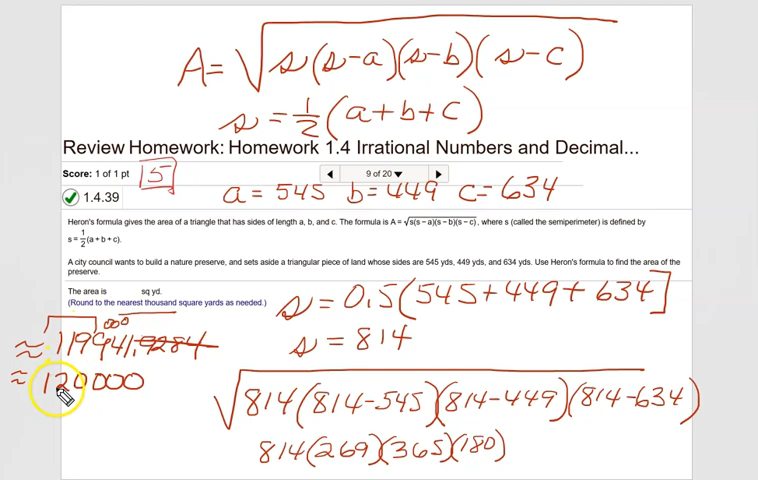 A = √s(s-a)(s-b)(s-c)
s = 1/2 (a+b+c)
Review Homework: Homework 1.4 Irrational Numbers and Decimal...
Score: 1 of 1 pt
15
9 of 20
1.4.39
a = 545 b = 449 c = 634
Heron's formula gives the area of a triangle that has sides of length a, b, and c. The formula is A = √s(s − a)(s − b)(s − c), where s (called the semiperimeter) is defined by
s = 1/2 (a + b + c).
A city council wants to build a nature preserve, and sets aside a triangular piece of land whose sides are 545 yds, 449 yds, and 634 yds. Use Heron's formula to find the area of the
preserve.
The area is sq yd.
(Round to the nearest thousand square yards as needed.)
s = 0.5(545+449+634]
000
≈ 119941.9284
s = 814
≈ 120000
√814(814-545)(814-449)(814-634)
814(269)(365)(180)